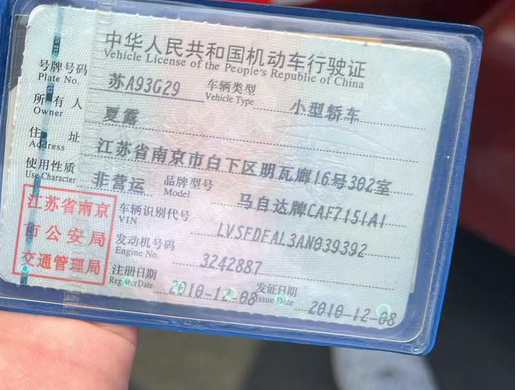 中华人民共和国机动车行驶证
Vehicle License of the People's Republic of China
号牌号码 苏A93G29 车辆类型 小型轿车
Plate No. Vehicle Type
所有人 夏露
Owner
住址 江苏省南京市白下区明瓦廊16号302室
Address
使用性质 非营运 品牌型号 马自达牌CAF7151A1
Use Character Model
江苏省南京
市公安局
交通管理局
车辆识别代号 LVSFDFAL3AN039392
VIN
发动机号码 3242887
Engine No.
注册日期 2010-12-08 发证日期 2010-12-08
Register Date Issue Date